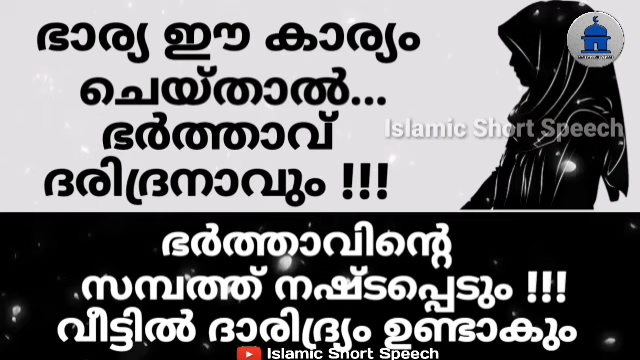 ഭാര്യ ഈ കാര്യം
ചെയ്താൽ...
ഭർത്താവ്
ദരിദ്രനാവും !!!
Islamic Short Speech
ഭർത്താവിന്റെ
സമ്പത്ത് നഷ്ടപ്പെടും !!!
വീട്ടിൽ ദാരിദ്ര്യം ഉണ്ടാകും
Islamic Short Speech